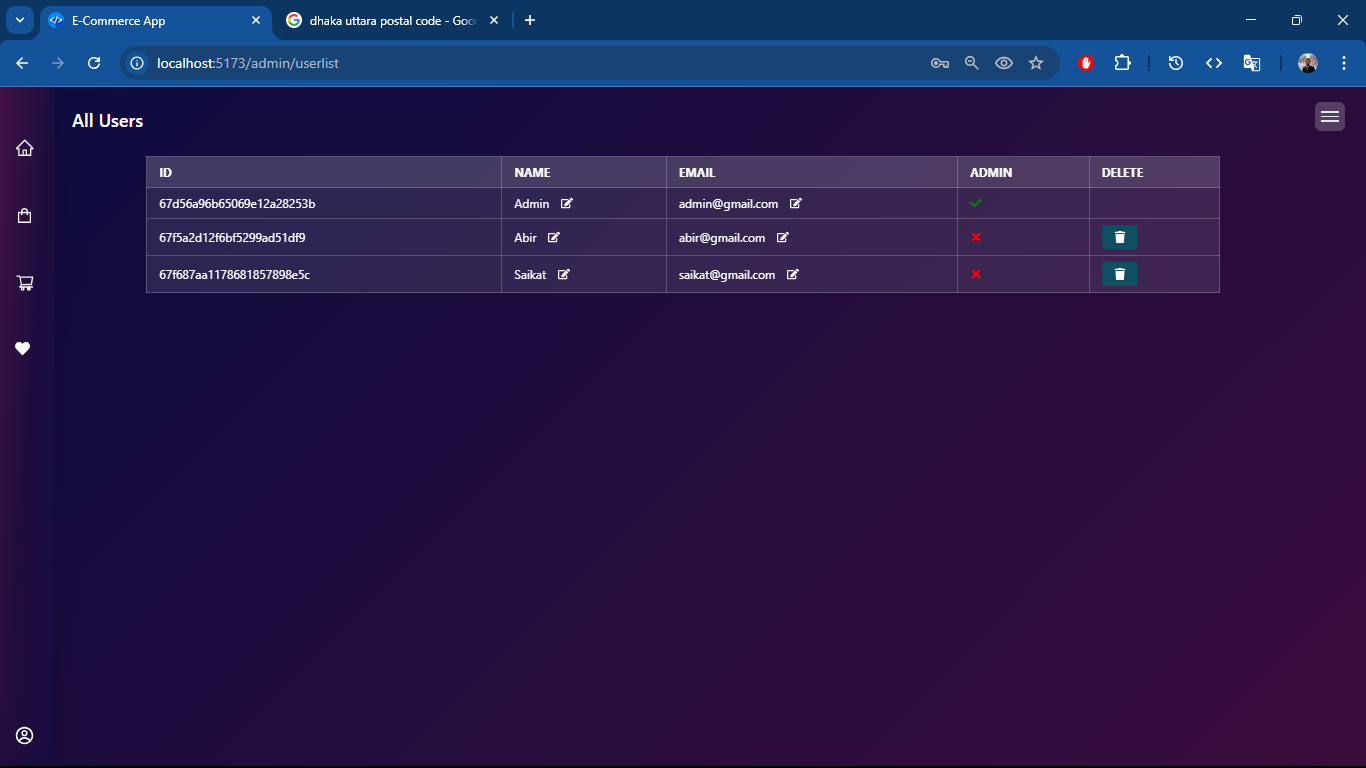 E-Commerce App
dhaka uttara postal code - Goo
localhost:5173/admin/userlist
All Users
ID NAME EMAIL ADMIN DELETE
67d56a96b65069e12a28253b Admin admin@gmail.com
67f5a2d12f6bf5299ad51df9 Abir abir@gmail.com
67f687aa1178681857898e5c Saikat saikat@gmail.com